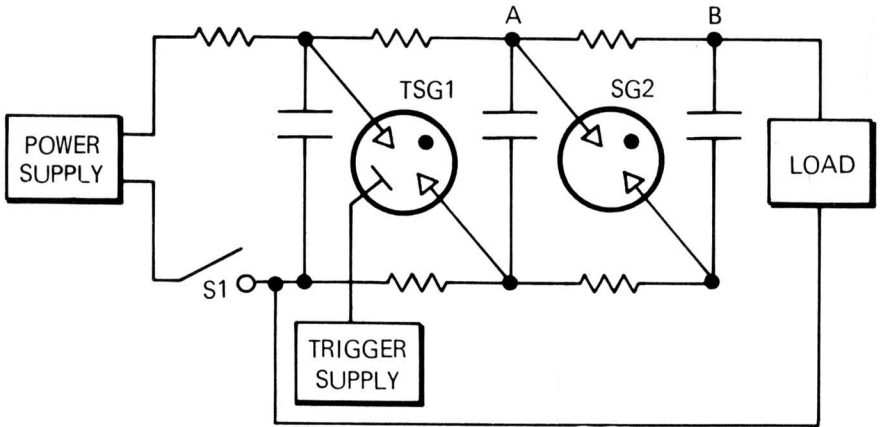 A
B
TSG1
SG2
POWER
SUPPLY
LOAD
S1
TRIGGER
SUPPLY